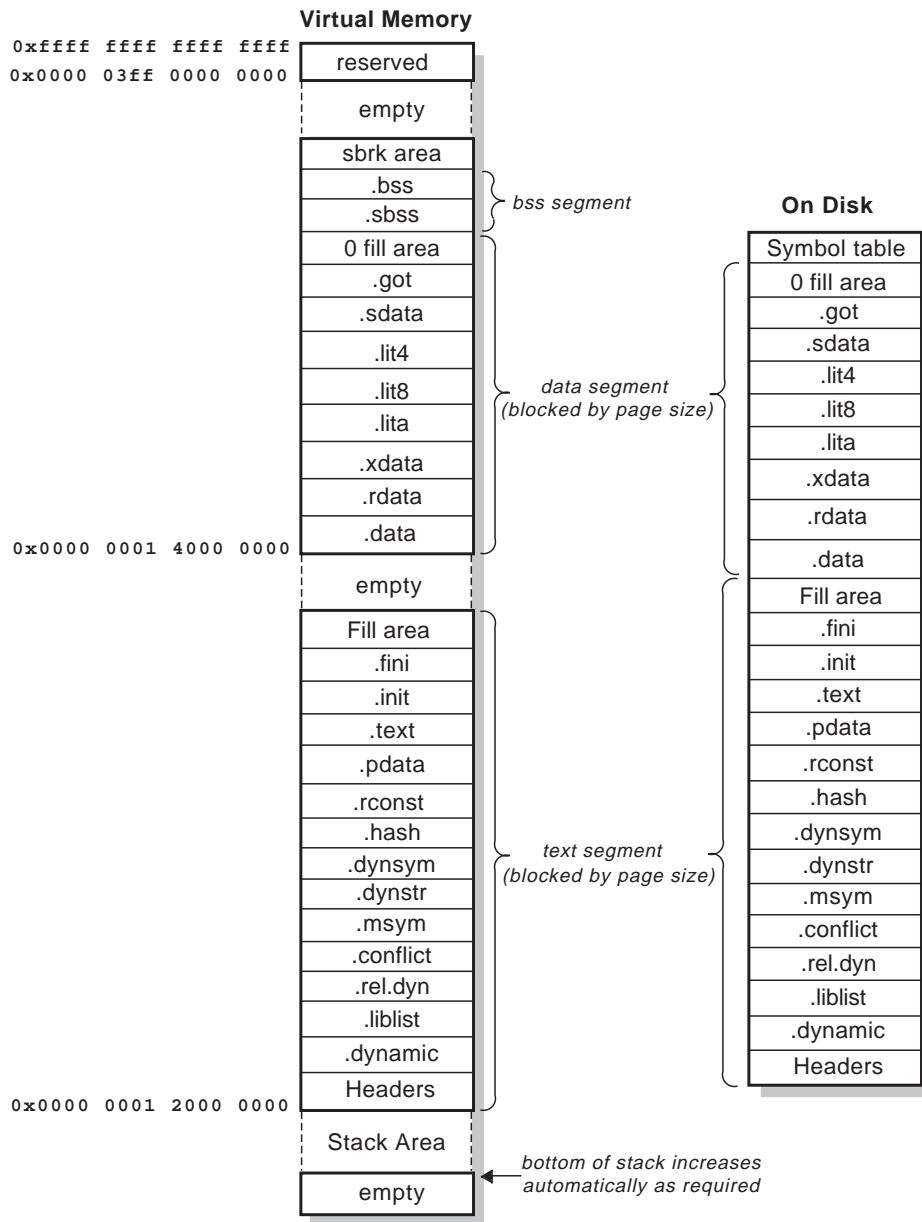 Virtual Memory
0xffff ffff ffff ffff
0x0000 03ff 0000 0000
reserved
empty
sbrk area
.bss
.sbss
bss segment
0 fill area
.got
.sdata
.lit4
.lit8
.lita
.xdata
.rdata
.data
data segment
(blocked by page size)
0x0000 0001 4000 0000
empty
Fill area
.fini
.init
.text
.pdata
.rconst
.hash
.dynsym
.dynstr
.msym
.conflict
.rel.dyn
.liblist
.dynamic
Headers
text segment
(blocked by page size)
0x0000 0001 2000 0000
Stack Area
empty
bottom of stack increases
automatically as required
On Disk
Symbol table
0 fill area
.got
.sdata
.lit4
.lit8
.lita
.xdata
.rdata
.data
Fill area
.fini
.init
.text
.pdata
.rconst
.hash
.dynsym
.dynstr
.msym
.conflict
.rel.dyn
.liblist
.dynamic
Headers